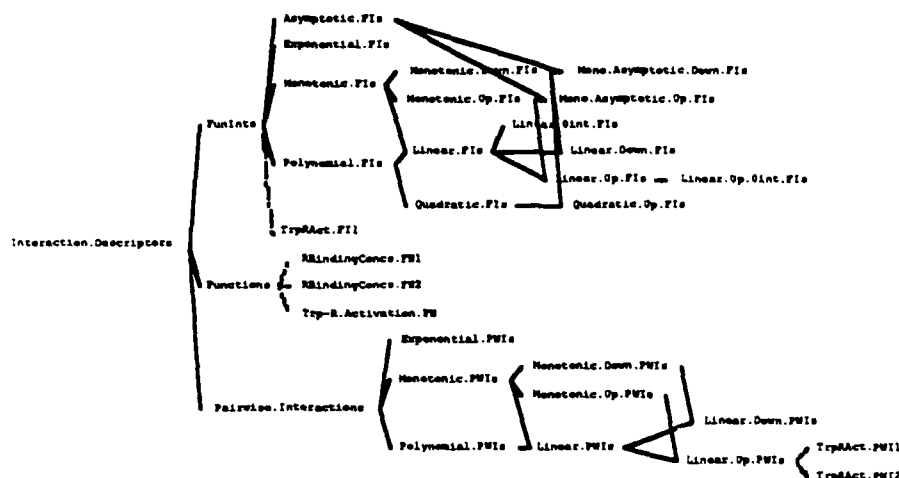 Asymptotic.FIs
Exponential.FIs
Monotonic.Down.FIs
Mono.Asymptotic.Down.FIs
Monotonic.FIs
Monotonic.Up.FIs
Mono.Asymptotic.Up.FIs
FunInts
Linear.0int.FIs
Linear.FIs
Linear.Down.FIs
Polynomial.FIs
Linear.Up.FIs
Linear.Up.0int.FIs
Quadratic.FIs
Quadratic.Up.FIs
TrpRAct.FI1
Interaction.Descriptors
RBindingConcs.FN1
Functions
RBindingConcs.FN2
Trp-R.Activation.FN
Exponential.PWIs
Monotonic.Down.PWIs
Monotonic.PWIs
Monotonic.Up.PWIs
Pairwise.Interactions
Linear.Down.PWIs
Polynomial.PWIs
Linear.PWIs
TrpRAct.PWI1
Linear.Up.PWIs
TrpRAct.PWI2